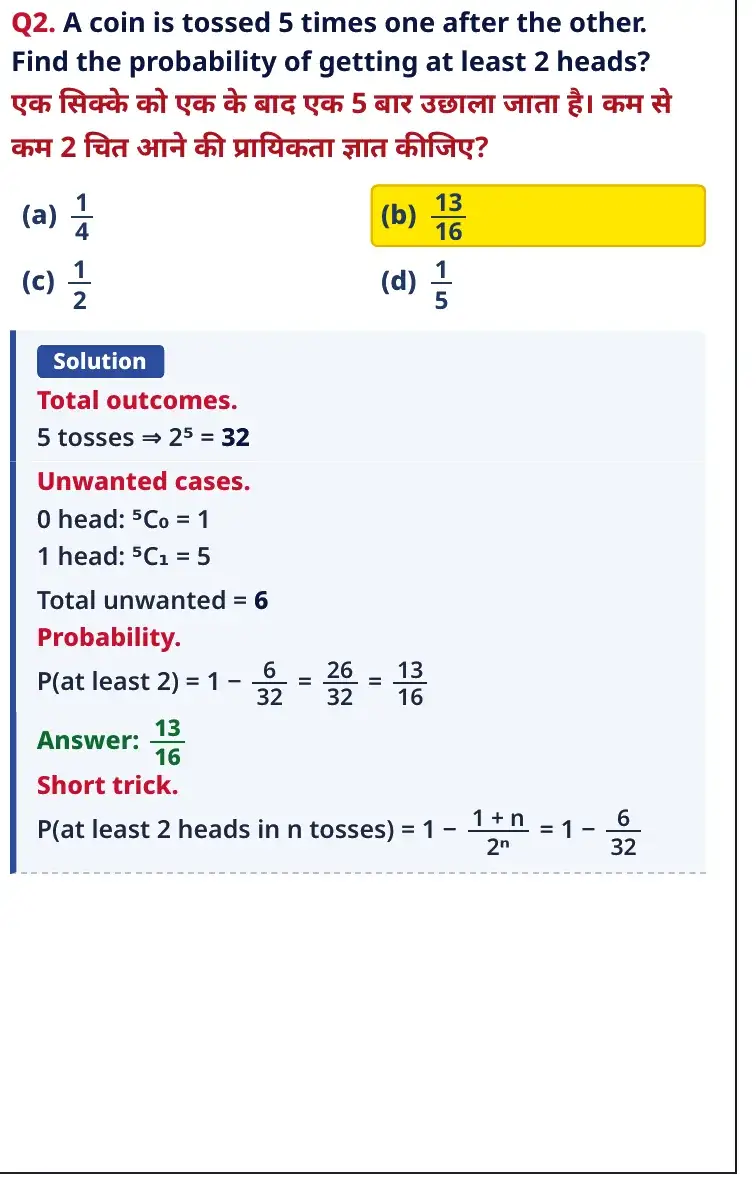 Q2. A coin is tossed 5 times one after the other.
Find the probability of getting at least 2 heads?
एक सिक्के को एक के बाद एक 5 बार उछाला जाता है। कम से
कम 2 चित आने की प्रायिकता ज्ञात कीजिए?
(a) 1/4 (b) 13/16
(c) 1/2 (d) 1/5
Solution
Total outcomes.
5 tosses ⇒ 2⁵ = 32
Unwanted cases.
0 head: ⁵C₀ = 1
1 head: ⁵C₁ = 5
Total unwanted = 6
Probability.
P(at least 2) = 1 − 6/32 = 26/32 = 13/16
Answer: 13/16
Short trick.
P(at least 2 heads in n tosses) = 1 − (1 + n)/2ⁿ = 1 − 6/32